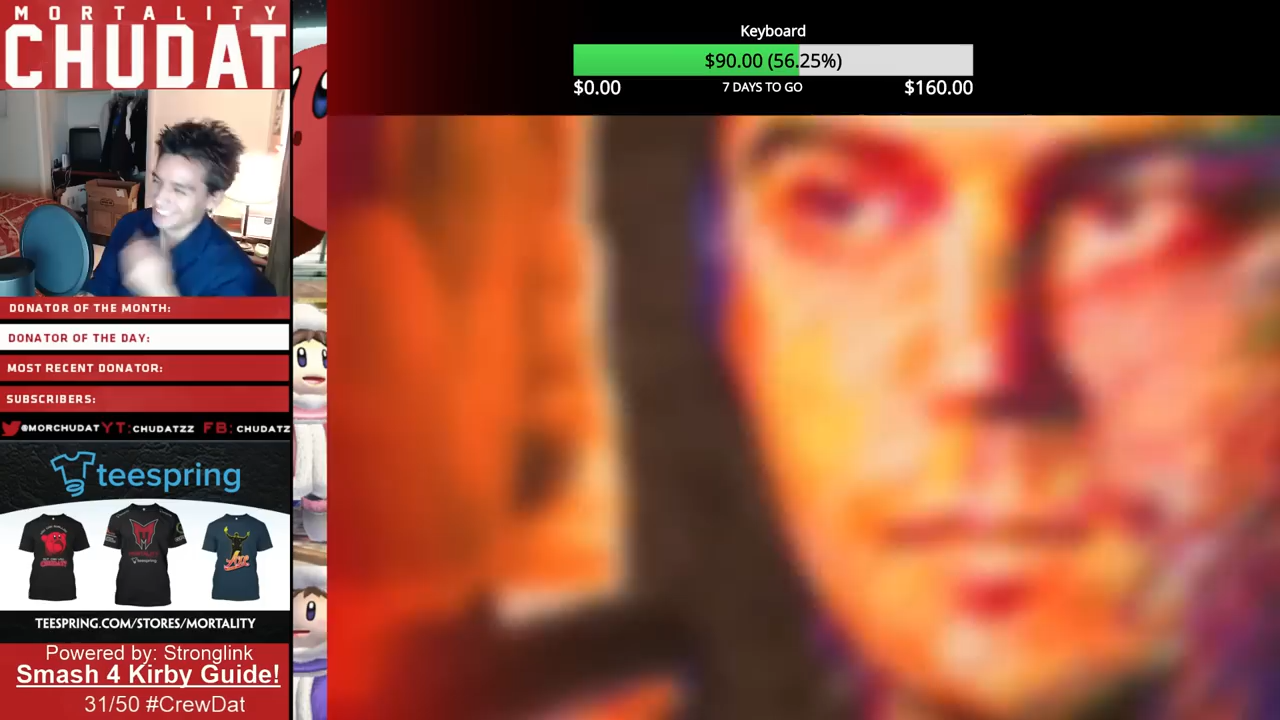 MORTALITY
CHUDAT
DONATOR OF THE MONTH:
DONATOR OF THE DAY:
MOST RECENT DONATOR:
SUBSCRIBERS:
@MORCHUDAT YT:CHUDATZZ FB: CHUDATZ
teespring
TEESPRING.COM/STORES/MORTALITY
Powered by: Stronglink
Smash 4 Kirby Guide!
31/50 #CrewDat
Keyboard
$90.00 (56.25%)
$0.00 7 DAYS TO GO $160.00